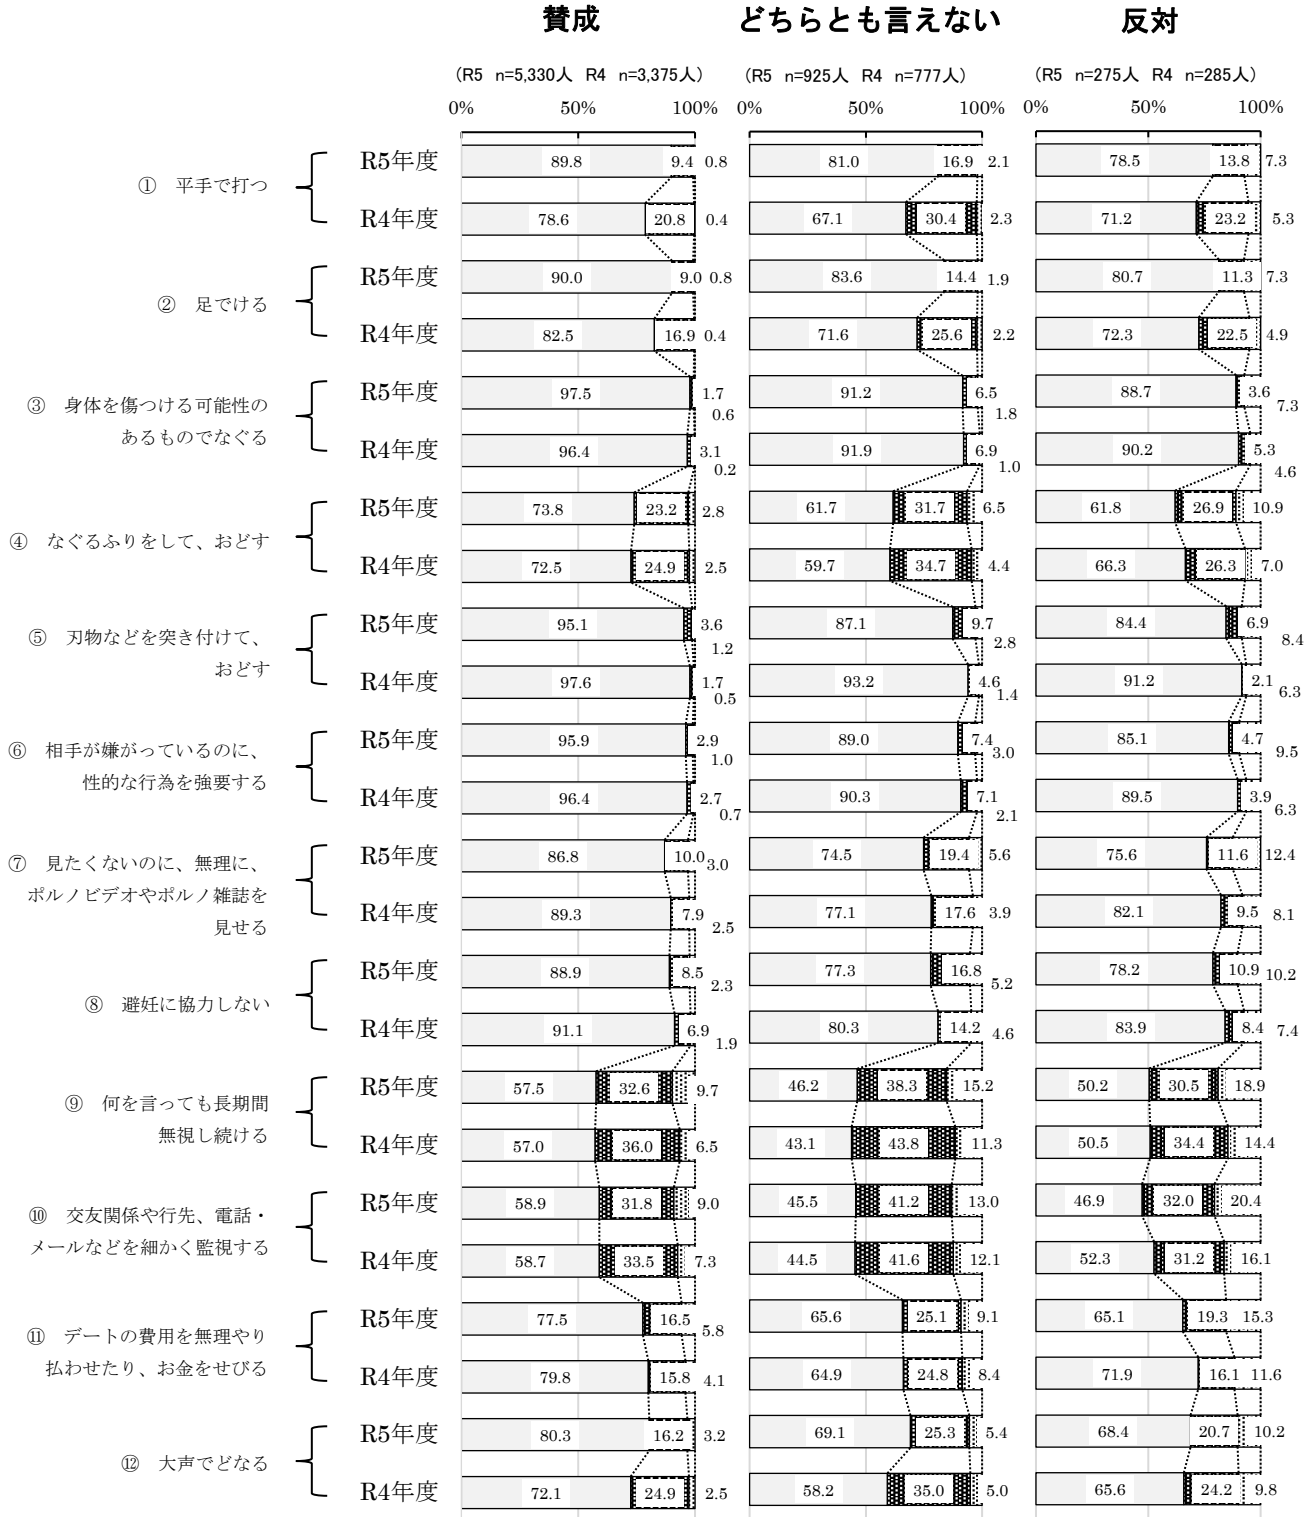 賛成 どちらとも言えない 反対
(R5 n=5,330人 R4 n=3,375人) (R5 n=925人 R4 n=777人) (R5 n=275人 R4 n=285人)
0% 50% 100% 0% 50% 100% 0% 50% 100%
① 平手で打つ
R5年度 89.8 9.4 0.8 81.0 16.9 2.1 78.5 13.8 7.3
R4年度 78.6 20.8 0.4 67.1 30.4 2.3 71.2 23.2 5.3
② 足でける
R5年度 90.0 9.0 0.8 83.6 14.4 1.9 80.7 11.3 7.3
R4年度 82.5 16.9 0.4 71.6 25.6 2.2 72.3 22.5 4.9
③ 身体を傷つける可能性の
あるものでなぐる
R5年度 97.5 1.7 0.6 91.2 6.5 1.8 88.7 3.6 7.3
R4年度 96.4 3.1 0.2 91.9 6.9 1.0 90.2 5.3 4.6
④ なぐるふりをして、おどす
R5年度 73.8 23.2 2.8 61.7 31.7 6.5 61.8 26.9 10.9
R4年度 72.5 24.9 2.5 59.7 34.7 4.4 66.3 26.3 7.0
⑤ 刃物などを突き付けて、
おどす
R5年度 95.1 3.6 1.2 87.1 9.7 2.8 84.4 6.9 8.4
R4年度 97.6 1.7 0.5 93.2 4.6 1.4 91.2 2.1 6.3
⑥ 相手が嫌がっているのに、
性的な行為を強要する
R5年度 95.9 2.9 1.0 89.0 7.4 3.0 85.1 4.7 9.5
R4年度 96.4 2.7 0.7 90.3 7.1 2.1 89.5 3.9 6.3
⑦ 見たくないのに、無理に、
ポルノビデオやポルノ雑誌を
見せる
R5年度 86.8 10.0 3.0 74.5 19.4 5.6 75.6 11.6 12.4
R4年度 89.3 7.9 2.5 77.1 17.6 3.9 82.1 9.5 8.1
⑧ 避妊に協力しない
R5年度 88.9 8.5 2.3 77.3 16.8 5.2 78.2 10.9 10.2
R4年度 91.1 6.9 1.9 80.3 14.2 4.6 83.9 8.4 7.4
⑨ 何を言っても長期間
無視し続ける
R5年度 57.5 32.6 9.7 46.2 38.3 15.2 50.2 30.5 18.9
R4年度 57.0 36.0 6.5 43.1 43.8 11.3 50.5 34.4 14.4
⑩ 交友関係や行先、電話・
メールなどを細かく監視する
R5年度 58.9 31.8 9.0 45.5 41.2 13.0 46.9 32.0 20.4
R4年度 58.7 33.5 7.3 44.5 41.6 12.1 52.3 31.2 16.1
⑪ デートの費用を無理やり
払わせたり、お金をせびる
R5年度 77.5 16.5 5.8 65.6 25.1 9.1 65.1 19.3 15.3
R4年度 79.8 15.8 4.1 64.9 24.8 8.4 71.9 16.1 11.6
⑫ 大声でどなる
R5年度 80.3 16.2 3.2 69.1 25.3 5.4 68.4 20.7 10.2
R4年度 72.1 24.9 2.5 58.2 35.0 5.0 65.6 24.2 9.8